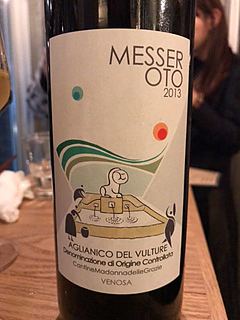 MESSER
OTO
2013
AGLIANICO DEL VULTURE
Denominazione di Origine Controllata
CantineMadonnadelleGrazie
VENOSA